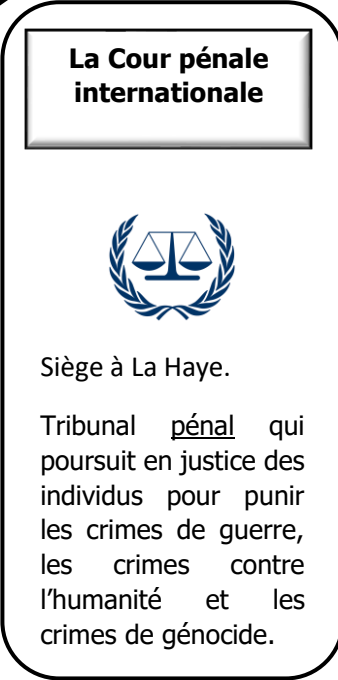 La Cour pénale
internationale
Siège à La Haye.
Tribunal pénal qui
poursuit en justice des
individus pour punir
les crimes de guerre,
les crimes contre
l’humanité et les
crimes de génocide.